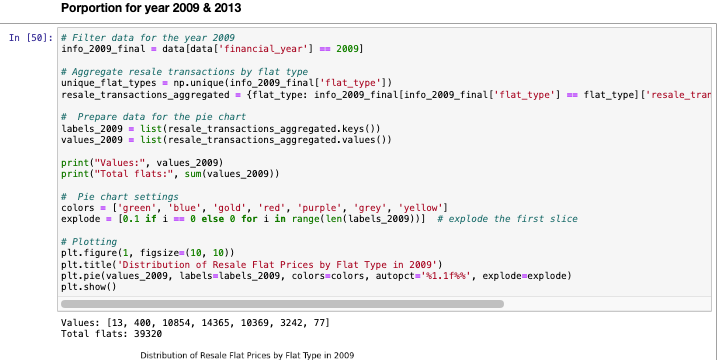 Porportion for year 2009 & 2013
In [50]: # Filter data for the year 2009
info_2009_final = data[data['financial_year'] == 2009]
# Aggregate resale transactions by flat type
unique_flat_types = np.unique(info_2009_final['flat_type'])
resale_transactions_aggregated = {flat_type: info_2009_final[info_2009_final['flat_type'] == flat_type]['resale_tran
#  Prepare data for the pie chart
labels_2009 = list(resale_transactions_aggregated.keys())
values_2009 = list(resale_transactions_aggregated.values())
print("Values:", values_2009)
print("Total flats:", sum(values_2009))
#  Pie chart settings
colors = ['green', 'blue', 'gold', 'red', 'purple', 'grey', 'yellow']
explode = [0.1 if i == 0 else 0 for i in range(len(labels_2009))]  # explode the first slice
# Plotting
plt.figure(1, figsize=(10, 10))
plt.title('Distribution of Resale Flat Prices by Flat Type in 2009')
plt.pie(values_2009, labels=labels_2009, colors=colors, autopct='%1.1f%%', explode=explode)
plt.show()
Values: [13, 400, 10854, 14365, 10369, 3242, 77]
Total flats: 39320
Distribution of Resale Flat Prices by Flat Type in 2009